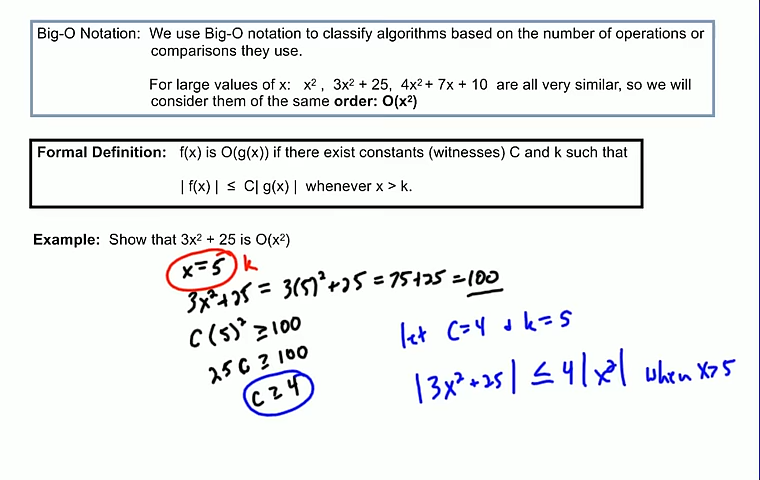 Big-O Notation: We use Big-O notation to classify algorithms based on the number of operations or
comparisons they use.
For large values of x: x², 3x² + 25, 4x² + 7x + 10 are all very similar, so we will
consider them of the same order: O(x²)
Formal Definition: f(x) is O(g(x)) if there exist constants (witnesses) C and k such that
| f(x) | ≤ C| g(x) | whenever x > k.
Example: Show that 3x² + 25 is O(x²)
x=5 k
3x²+25 = 3(5)²+25 = 75+25 = 100
C(5)² ≥ 100
25C ≥ 100
C ≥ 4
let C=4 & k=5
|3x²+25| ≤ 4|x²| when x>5